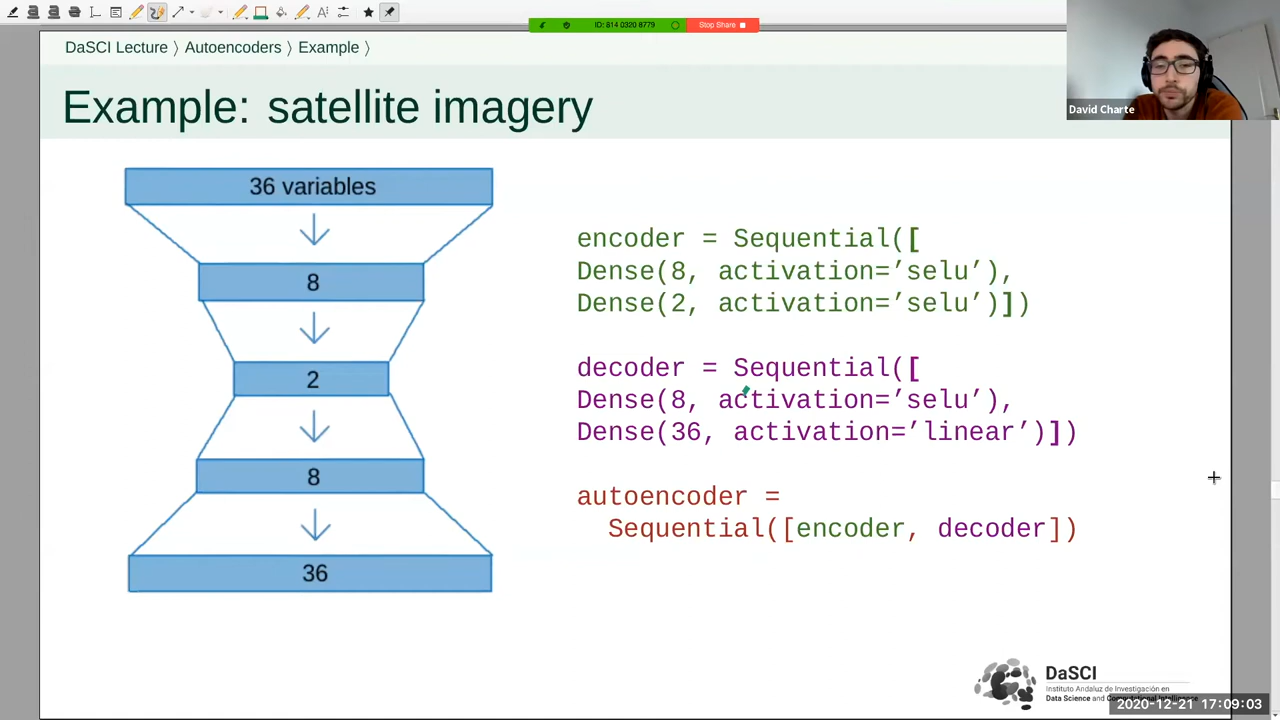 ID: 814 0320 8779
Stop Share
DaSCI Lecture 〉 Autoencoders 〉 Example 〉
David Charte
Example: satellite imagery
36 variables
8
2
8
36
encoder = Sequential([
Dense(8, activation=’selu’),
Dense(2, activation=’selu’)])
decoder = Sequential([
Dense(8, activation=’selu’),
Dense(36, activation=’linear’)])
autoencoder =
Sequential([encoder, decoder])
DaSCI
Instituto Andaluz de Investigación en
Data Science and Computational Intelligence
2020-12-21 17:09:03